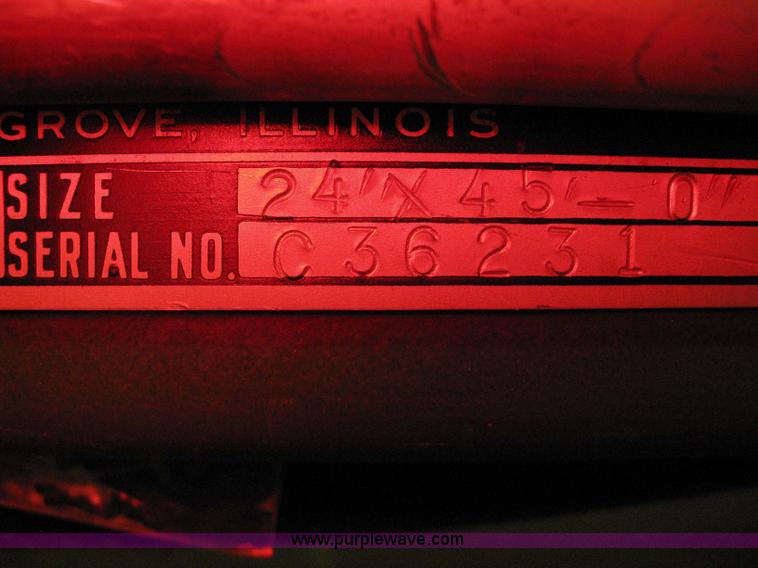 GROVE, ILLINOIS
SIZE 24'X 45'-0"
SERIAL NO. C36231
www.purplewave.com